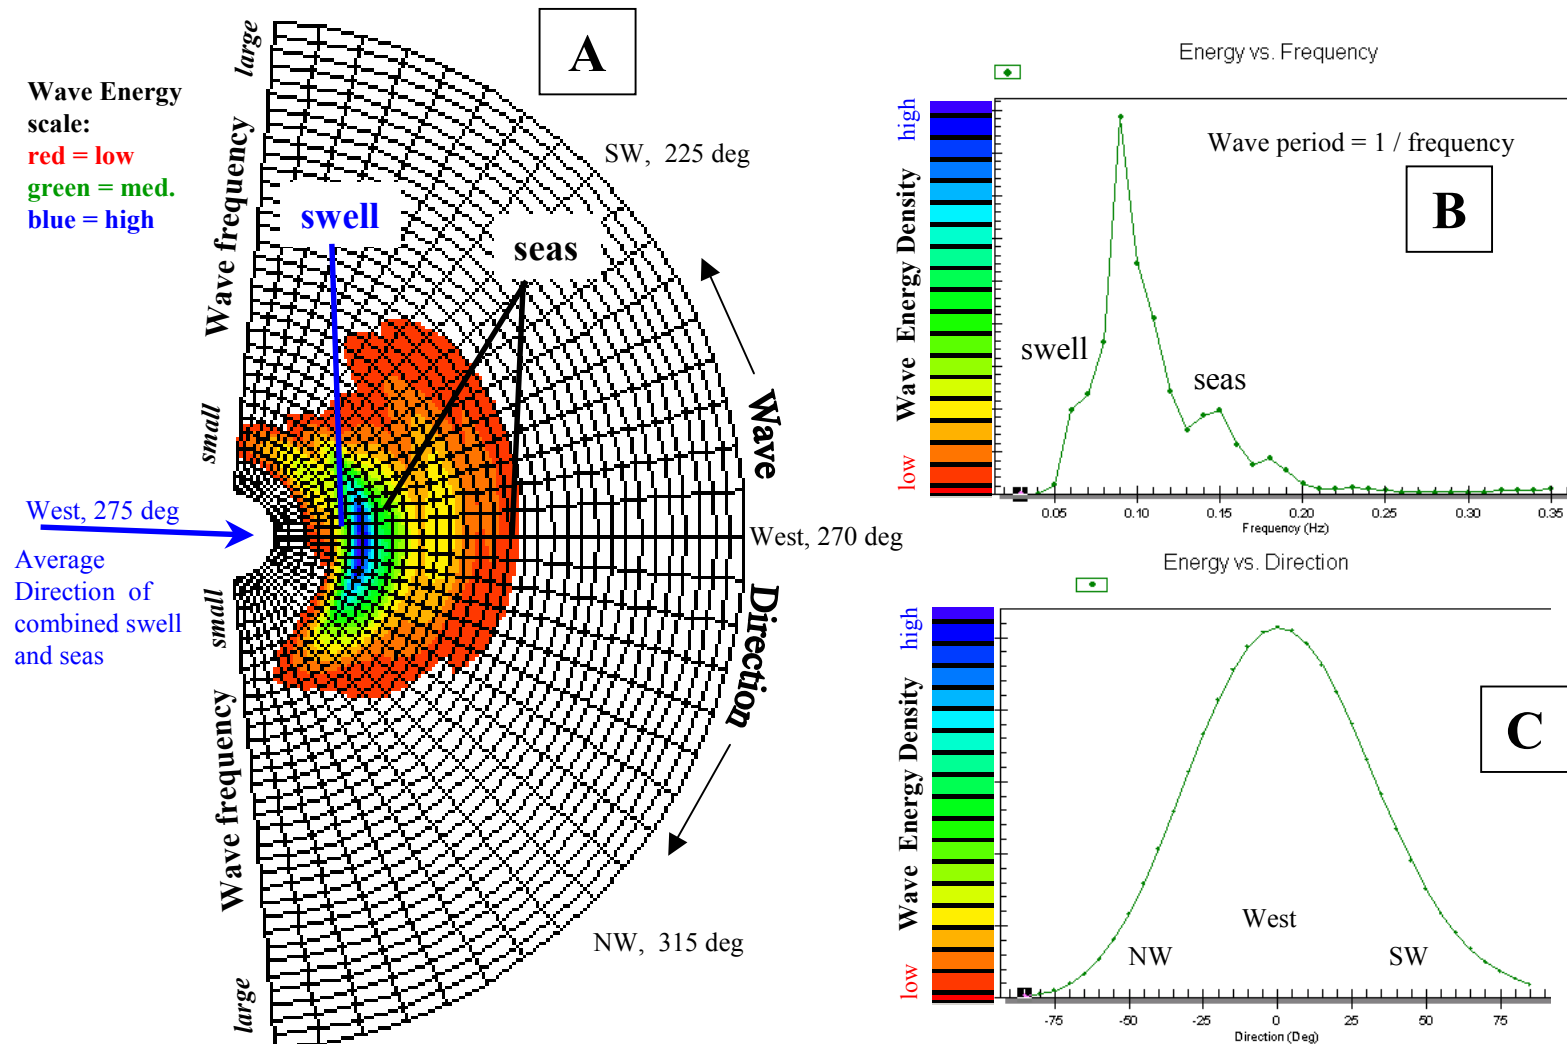 A
large
Wave Energy
scale:
red = low
green = med.
blue = high
Wave frequency
SW, 225 deg
swell
seas
small
Wave
West, 275 deg
Average
Direction of
combined swell
and seas
West, 270 deg
small
Direction
Wave frequency
NW, 315 deg
large
Energy vs. Frequency
high
Wave Energy Density
low
Wave period = 1 / frequency
B
swell
seas
0.05
0.10
0.15
0.20
0.25
0.30
0.35
Frequency (Hz)
Energy vs. Direction
high
Wave Energy Density
low
C
West
NW
SW
-75
-50
-25
0
25
50
75
Direction (Deg)